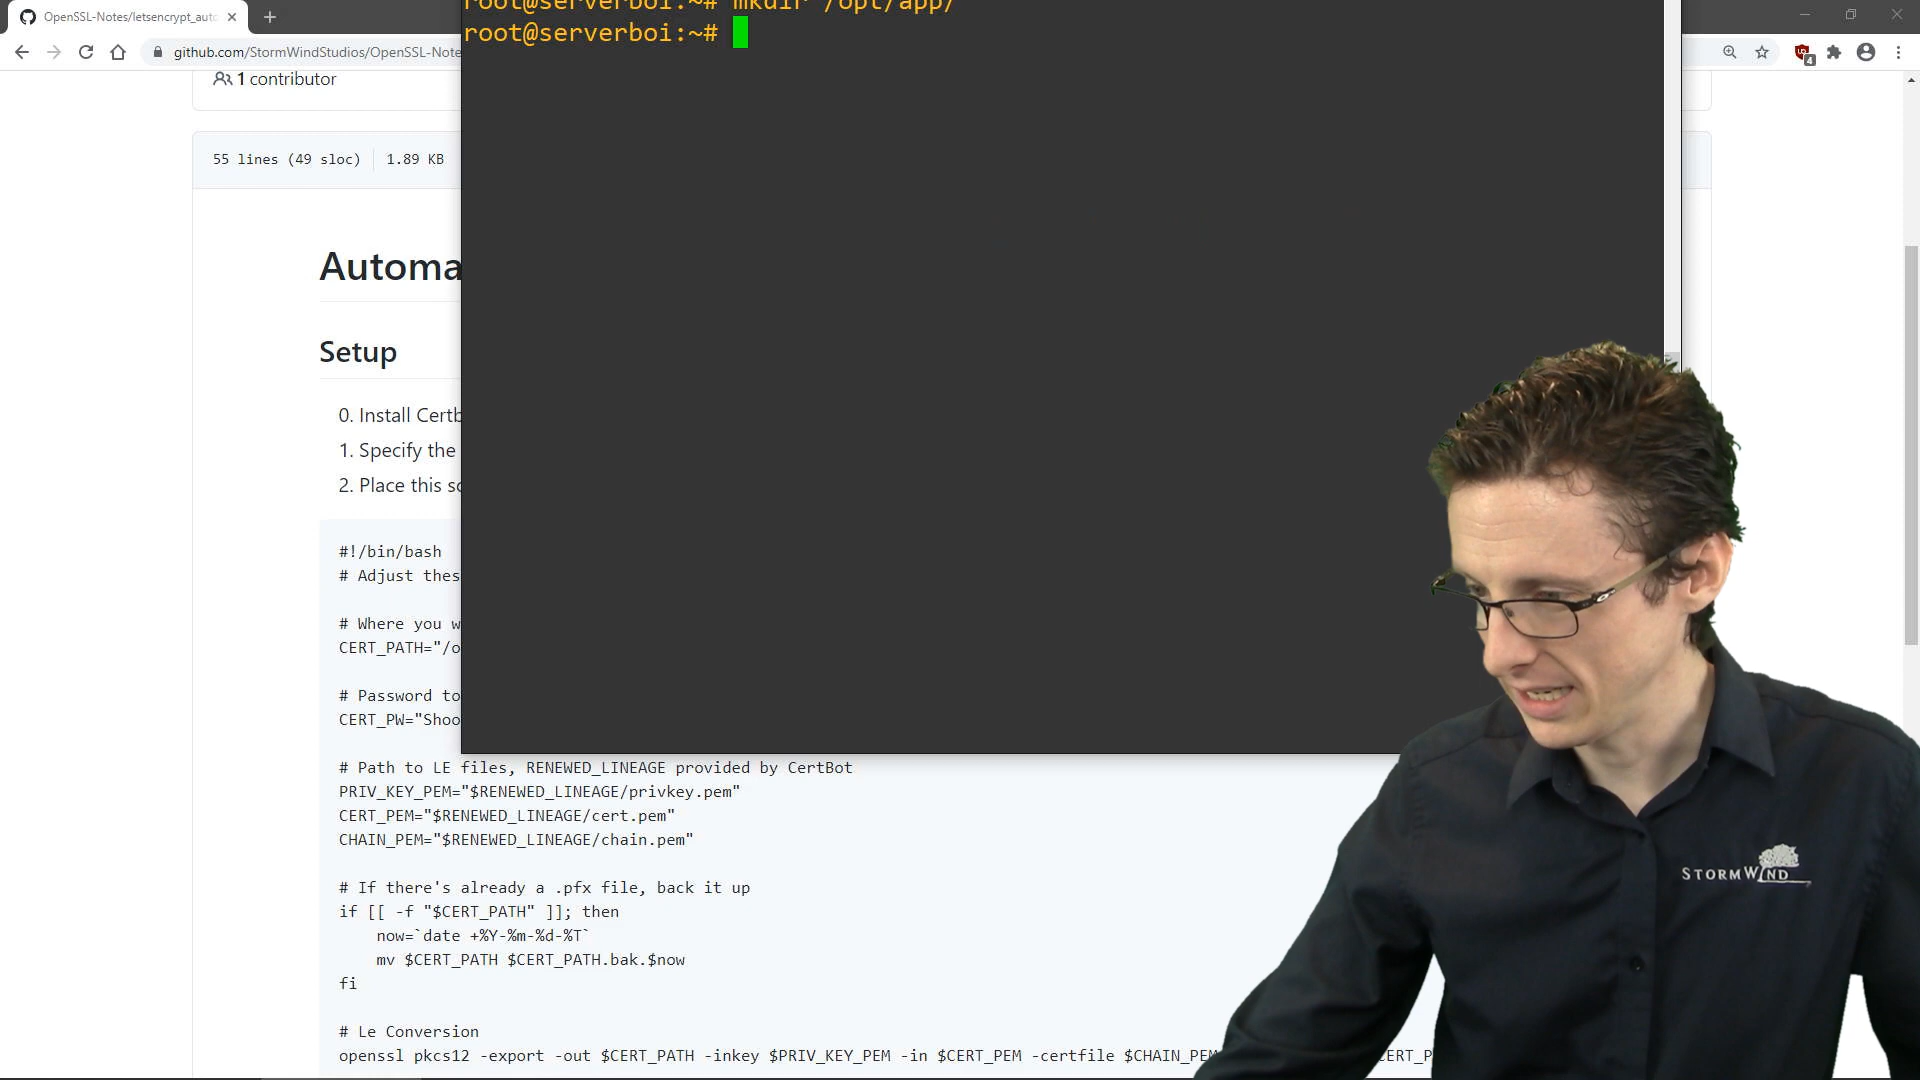 OpenSSL-Notes/letsencrypt_auto
github.com/StormWindStudios/OpenSSL-Note
4
root@serverboi:~# mkdir /opt/app/
root@serverboi:~#
1 contributor
55 lines (49 sloc) 1.89 KB
Automa
Setup
0. Install Certb
1. Specify the
2. Place this sc
#!/bin/bash
# Adjust thes
# Where you w
CERT_PATH="/o
# Password to
CERT_PW="Shoo
# Path to LE files, RENEWED_LINEAGE provided by CertBot
PRIV_KEY_PEM="$RENEWED_LINEAGE/privkey.pem"
CERT_PEM="$RENEWED_LINEAGE/cert.pem"
CHAIN_PEM="$RENEWED_LINEAGE/chain.pem"
# If there's already a .pfx file, back it up
if [[ -f "$CERT_PATH" ]]; then
now=`date +%Y-%m-%d-%T`
mv $CERT_PATH $CERT_PATH.bak.$now
fi
# Le Conversion
openssl pkcs12 -export -out $CERT_PATH -inkey $PRIV_KEY_PEM -in $CERT_PEM -certfile $CHAIN_PEM CERT_P
STORMWIND